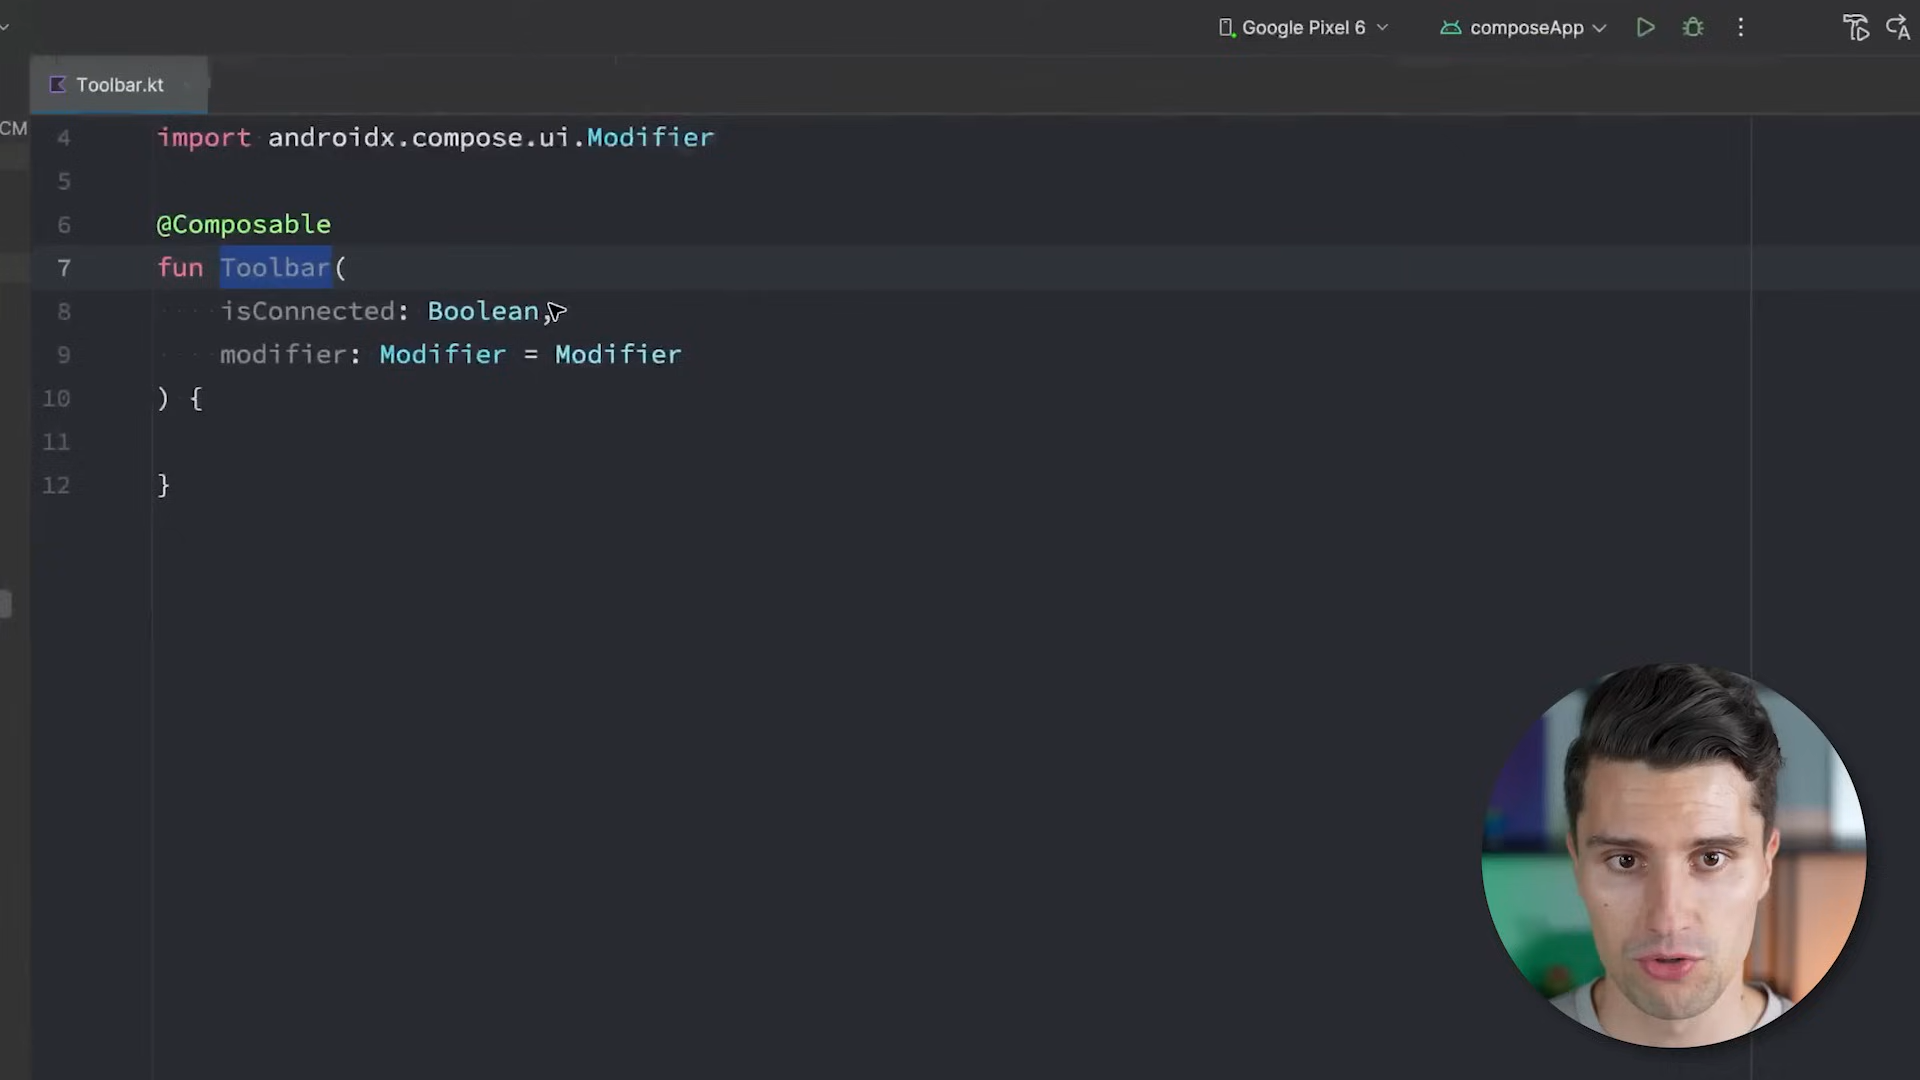 Google Pixel 6
composeApp
Toolbar.kt
CM
4 import androidx.compose.ui.Modifier
5
6 @Composable
7 fun Toolbar(
8 isConnected: Boolean,
9 modifier: Modifier = Modifier
10 ) {
11
12 }